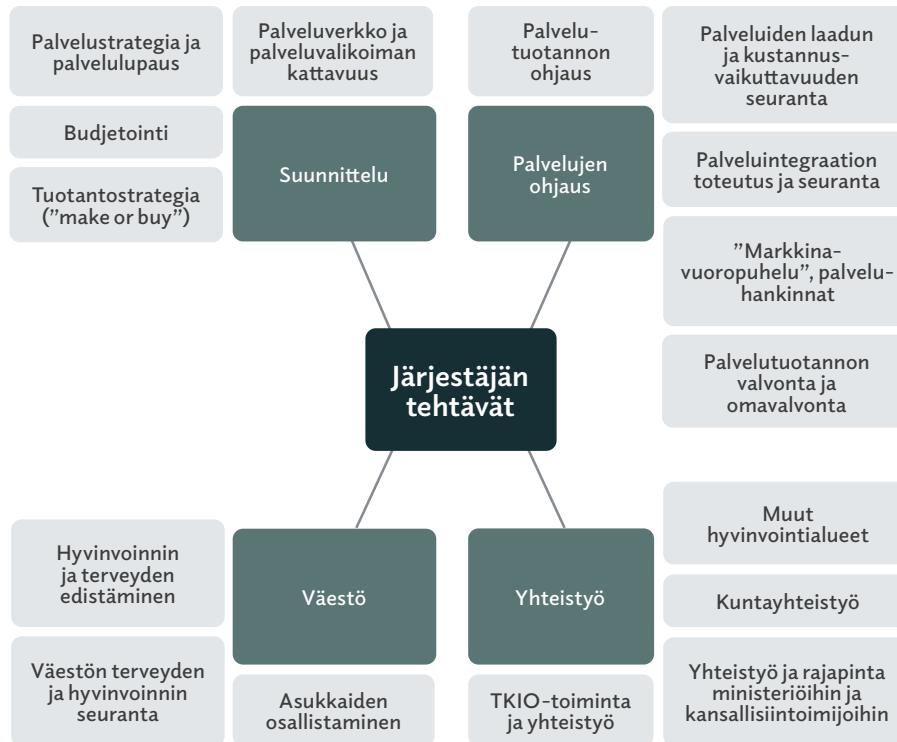 Palvelustrategia ja
palvelulupaus
Palveluverkko ja
palveluvalikoiman
kattavuus
Budjetointi
Tuotantostrategia
(”make or buy”)
Suunnittelu
Palvelu-
tuotannon
ohjaus
Palvelujen
ohjaus
Palveluiden laadun
ja kustannus-
vaikuttavuuden
seuranta
Palveluintegraation
toteutus ja seuranta
”Markkina-
vuoropuhelu”, palvelu-
hankinnat
Palvelutuotannon
valvonta ja
omavalvonta
Järjestäjän
tehtävät
Hyvinvoinnin
ja terveyden
edistäminen
Väestön terveyden
ja hyvinvoinnin
seuranta
Väestö
Asukkaiden
osallistaminen
Yhteistyö
TKIO-toiminta
ja yhteistyö
Muut
hyvinvointialueet
Kuntayhteistyö
Yhteistyö ja rajapinta
ministeriöihin ja
kansallisiintoimijoihin